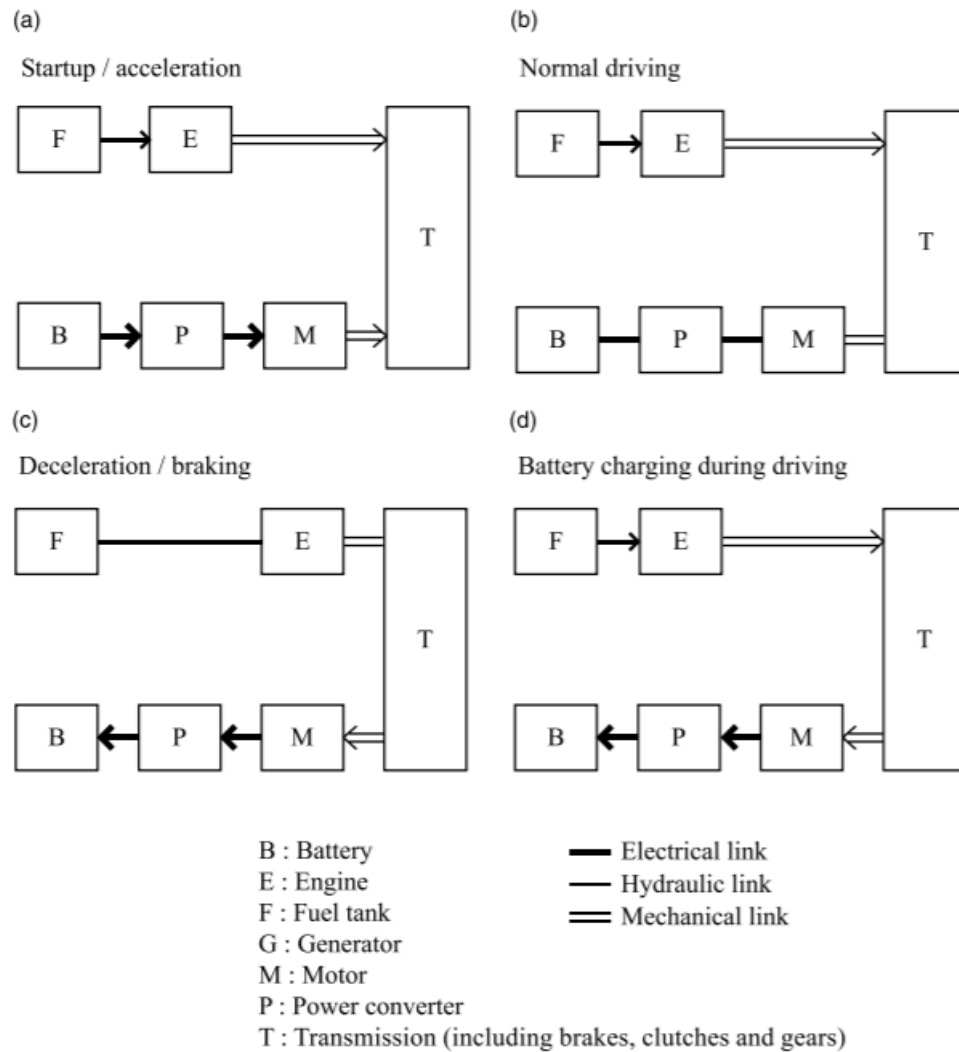 (a)
Startup / acceleration
F
E
T
B
P
M
(b)
Normal driving
F
E
T
B
P
M
(c)
Deceleration / braking
F
E
T
B
P
M
(d)
Battery charging during driving
F
E
T
B
P
M
B : Battery
E : Engine
F : Fuel tank
G : Generator
M : Motor
P : Power converter
T : Transmission (including brakes, clutches and gears)
Electrical link
Hydraulic link
Mechanical link